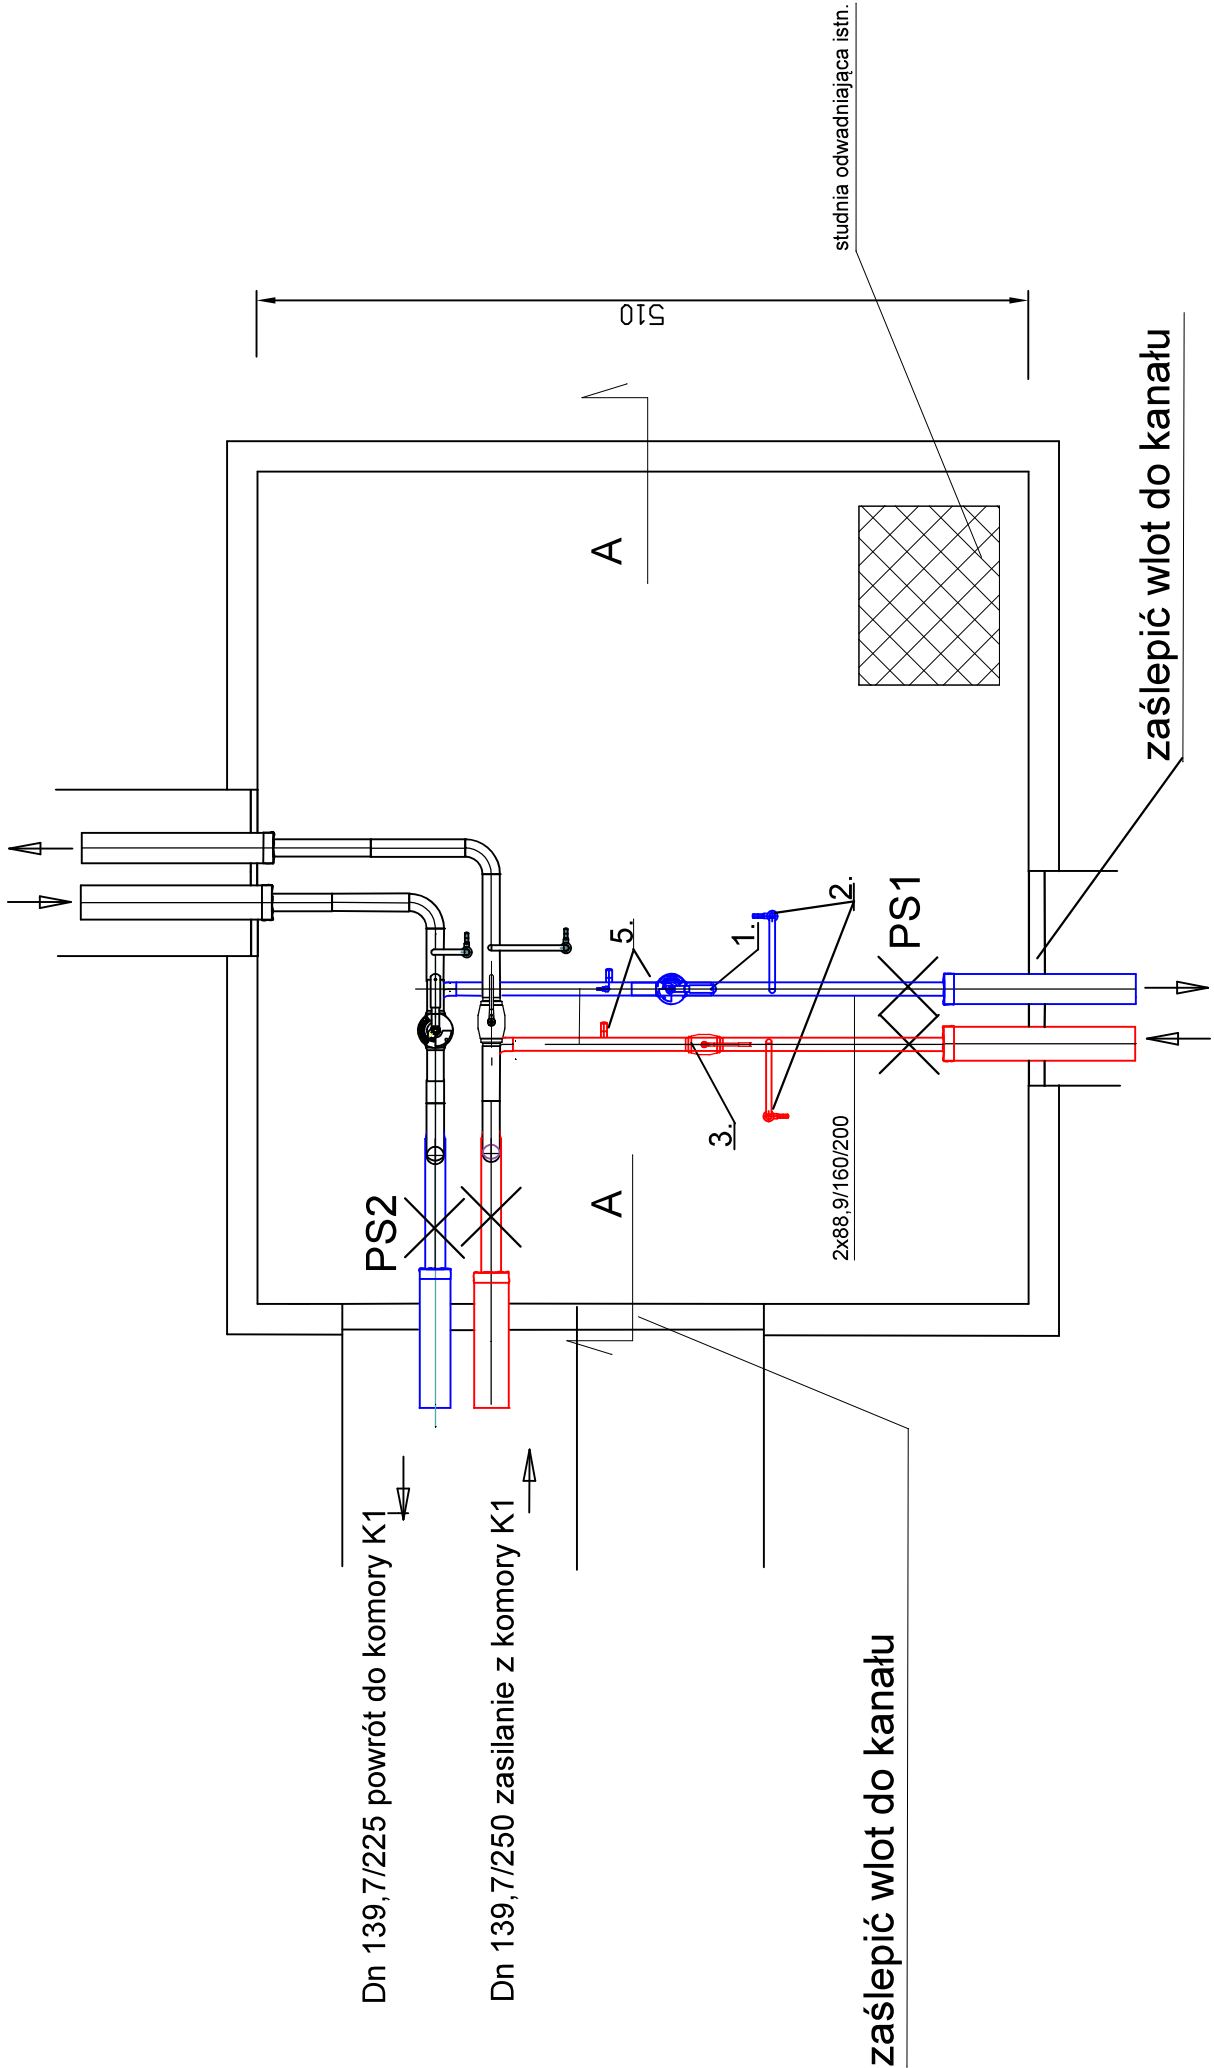 studnia odwadniająca istn.
510
zaślepić wlot do kanału
A
2.
PS1
5.
1.
3.
2x88,9/160/200
A
PS2
Dn 139,7/225 powrót do komory K1
Dn 139,7/250 zasilanie z komory K1
zaślepić wlot do kanału